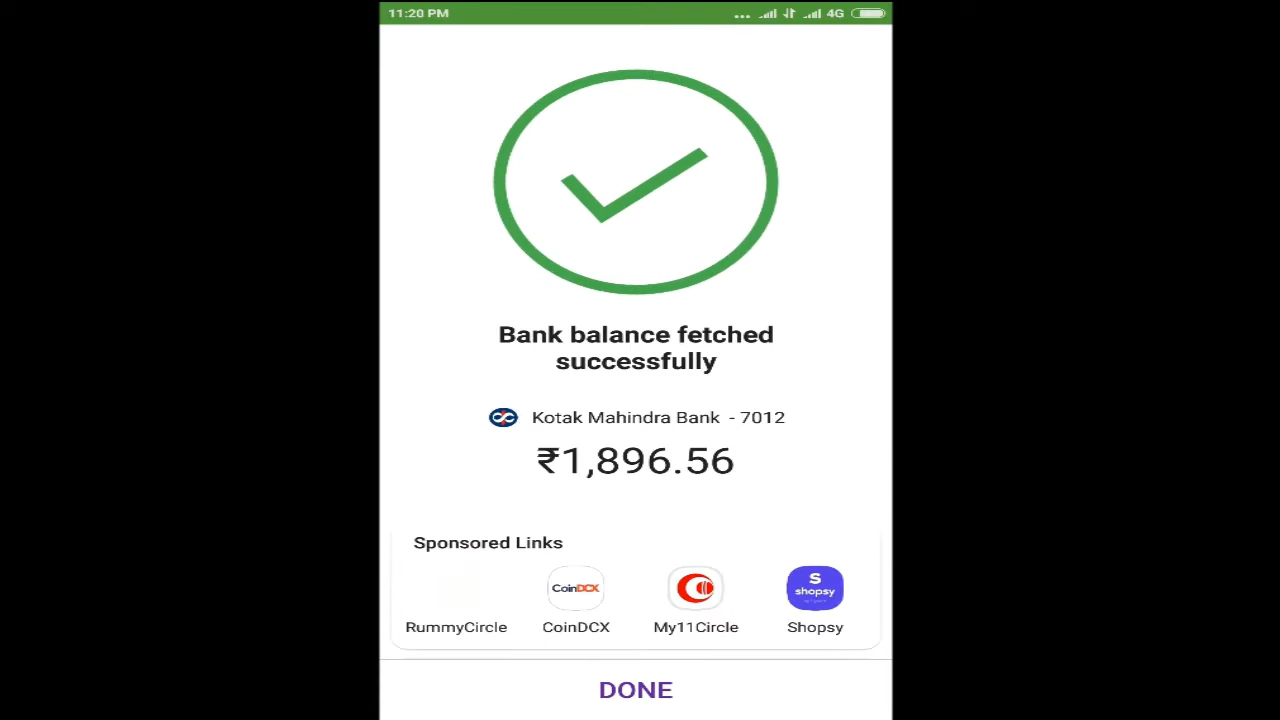 11:20 PM
4G
Bank balance fetched
successfully
Kotak Mahindra Bank - 7012
₹1,896.56
Sponsored Links
CoinDCX
S
shopsy
RummyCircle CoinDCX My11Circle Shopsy
DONE